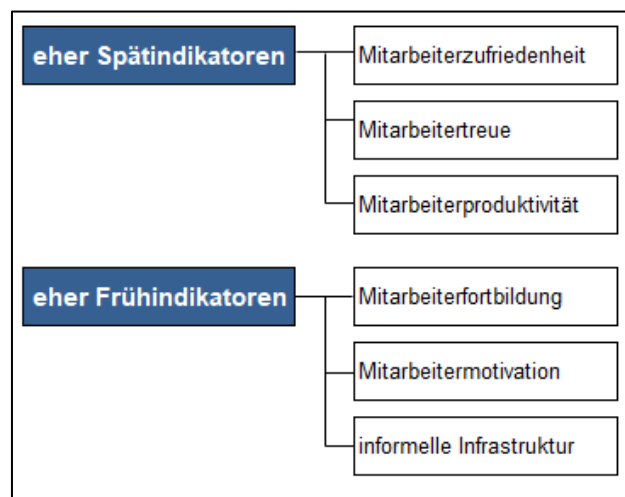 eher Spätindikatoren
Mitarbeiterzufriedenheit
Mitarbeitertreue
Mitarbeiterproduktivität
eher Frühindikatoren
Mitarbeiterfortbildung
Mitarbeitermotivation
informelle Infrastruktur